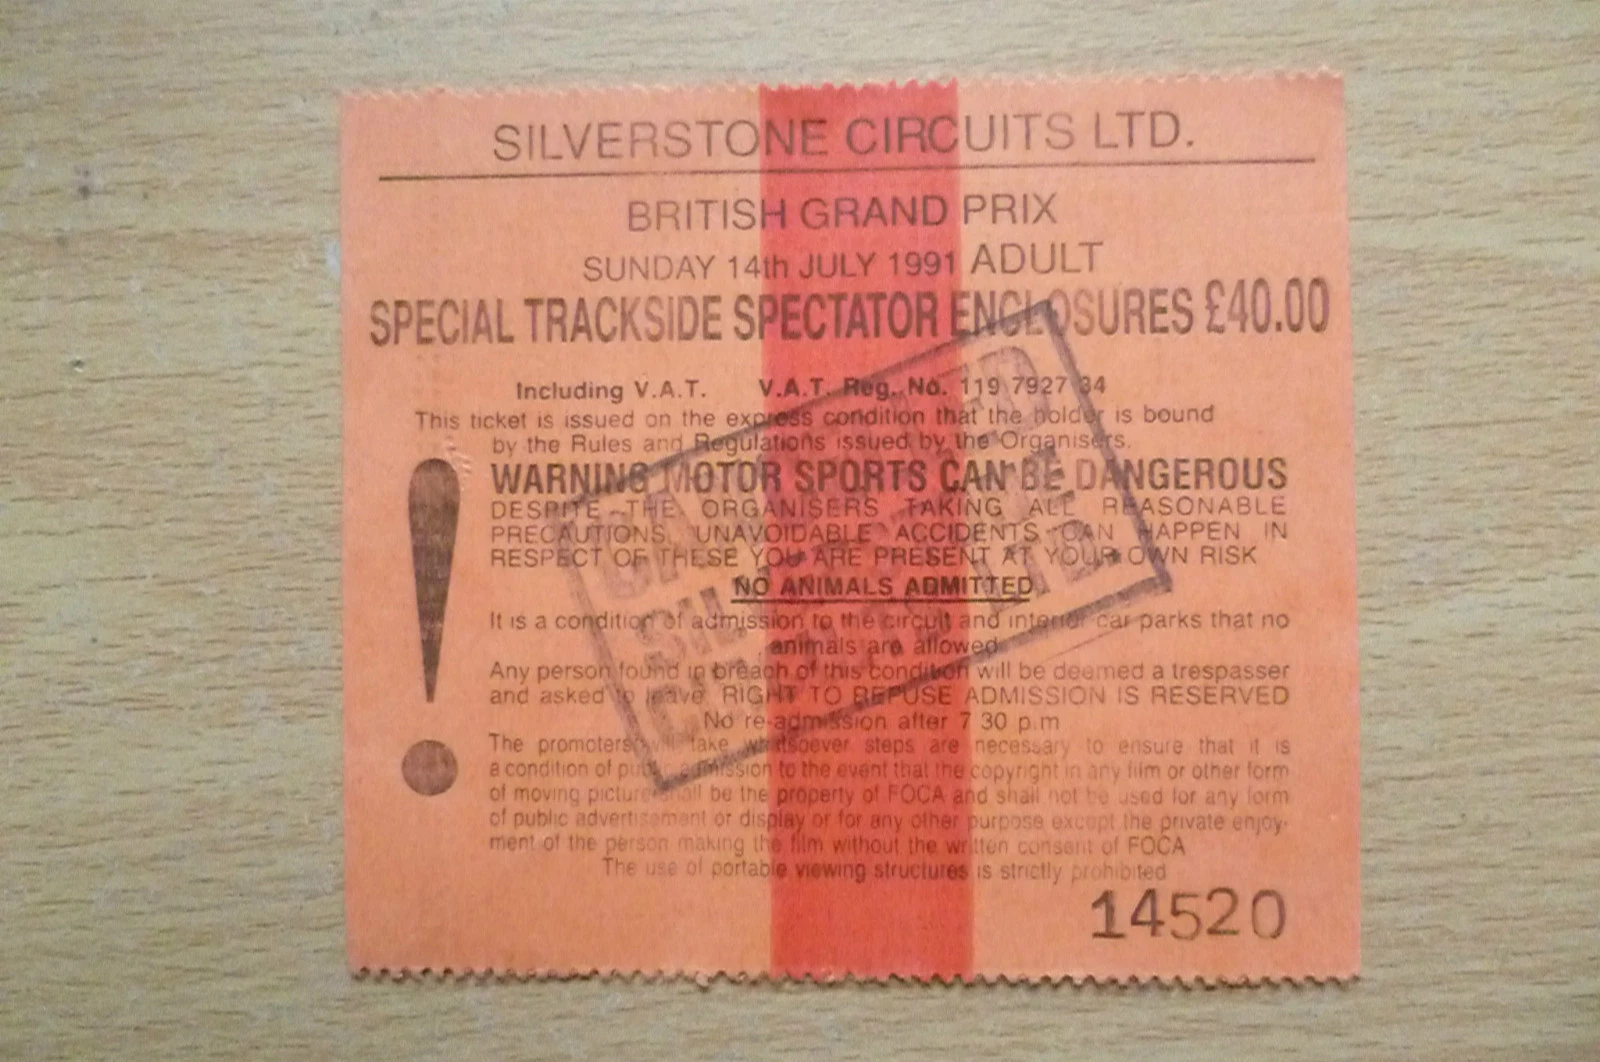 SILVERSTONE CIRCUITS LTD.
BRITISH GRAND PRIX
SUNDAY 14th JULY 1991 ADULT
SPECIAL TRACKSIDE SPECTATOR ENCLOSURES £40.00
Including V.A.T. V.A.T. Reg. No. 119 7927 34
This ticket is issued on the express condition that the holder is bound
by the Rules and Regulations issued by the Organisers.
WARNING MOTOR SPORTS CAN BE DANGEROUS
DESPITE THE ORGANISERS TAKING ALL REASONABLE
PRECAUTIONS, UNAVOIDABLE ACCIDENTS CAN HAPPEN IN
RESPECT OF THESE YOU ARE PRESENT AT YOUR OWN RISK
NO ANIMALS ADMITTED
It is a condition of admission to the circuit and interior car parks that no
animals are allowed
Any person found in breach of this condition will be deemed a trespasser
and asked to leave RIGHT TO REFUSE ADMISSION IS RESERVED
No re-admission after 7 30 p.m
The promoters will take whatsoever steps are necessary to ensure that it is
a condition of public admission to the event that the copyright in any film or other form
of moving picture shall be the property of FOCA and shall not be used for any form
of public advertisement or display or for any other purpose except the private enjoy-
ment of the person making the film without the written consent of FOCA
The use of portable viewing structures is strictly prohibited
14520
CANCELLED
SILVERSTONE
CIRCUITS LTD.